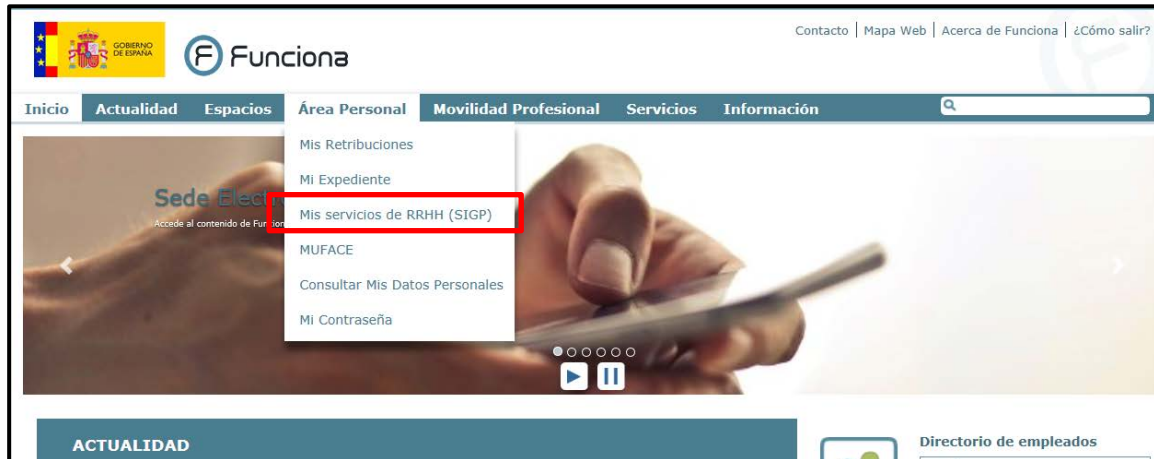 Contacto | Mapa Web | Acerca de Funciona | ¿Cómo salir?
GOBIERNO
DE ESPAÑA
F Funciona
Inicio Actualidad Espacios Área Personal Movilidad Profesional Servicios Información
Mis Retribuciones
Mi Expediente
Sede
Mis servicios de RRHH (SIGP)
Accede al contenido de
MUFACE
Consultar Mis Datos Personales
Mi Contraseña
ACTUALIDAD
Directorio de empleados